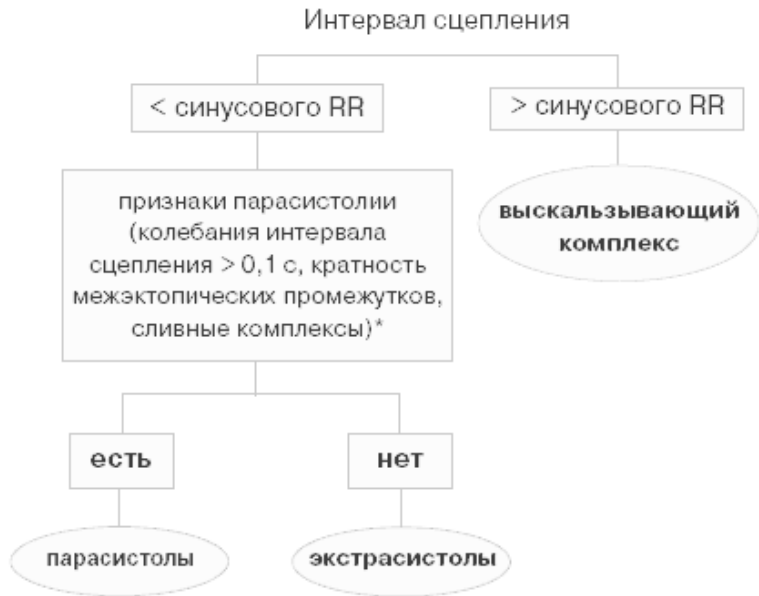 Интервал сцепления
< синусового RR
> синусового RR
признаки парасистолии
(колебания интервала
сцепления > 0,1 с, кратность
межэктопических промежутков,
сливные комплексы)*
выскальзывающий
комплекс
есть
нет
парасистолы
экстрасистолы